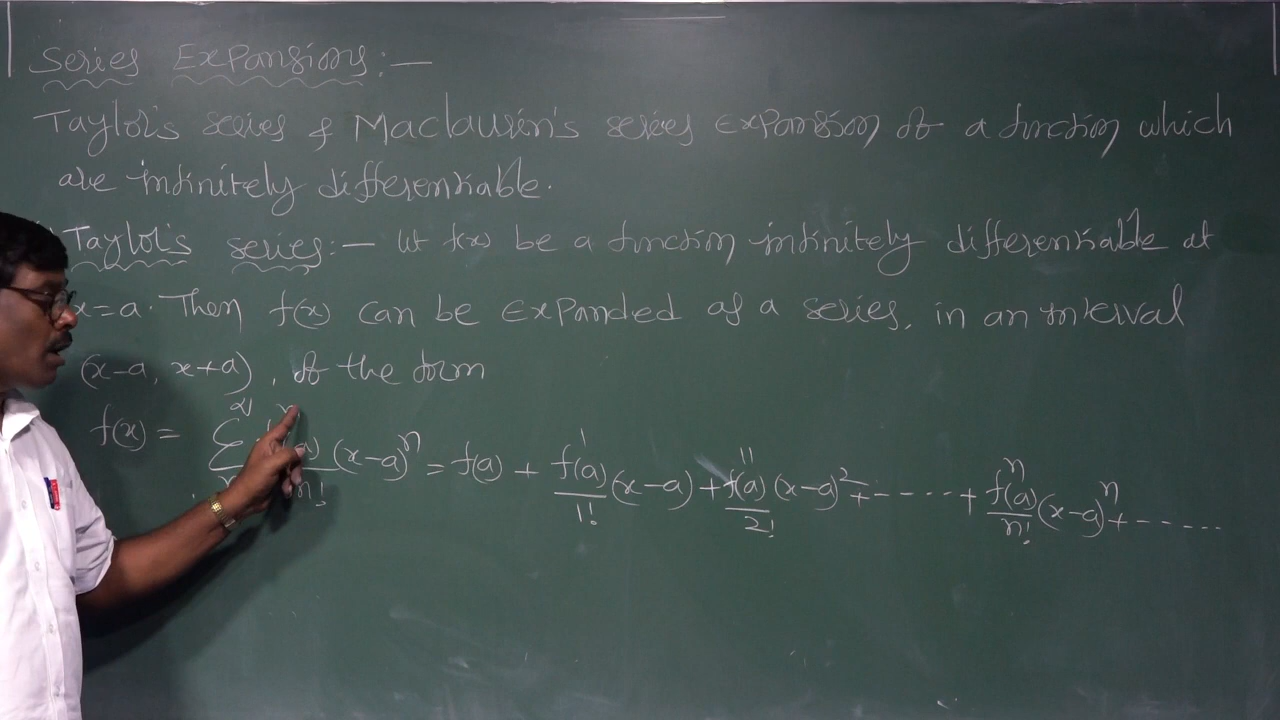 Series Expansions:-
Taylor's series & Maclaurin's series Expansion of a function which
are infinitely differentiable.
Taylor's series:- let f(x) be a function infinitely differentiable at
x=a. Then f(x) can be Expanded as a series, in an interval
(x-a, x+a), of the form
f(x) = Σ^∞ f^n(a)/n! (x-a)^n = f(a) + f'(a)/1! (x-a) + f''(a)/2! (x-a)^2 + ----- + f^n(a)/n! (x-a)^n + ------